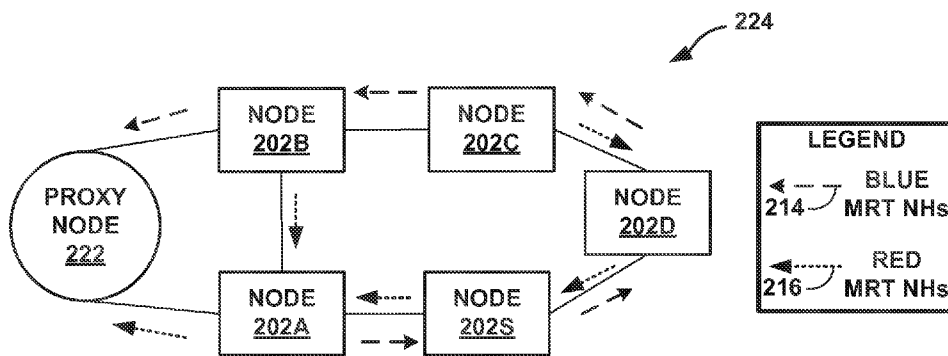 224
NODE
202B
NODE
202C
PROXY
NODE
222
NODE
202D
NODE
202A
NODE
202S
LEGEND
BLUE
214 MRT NHs
RED
216 MRT NHs